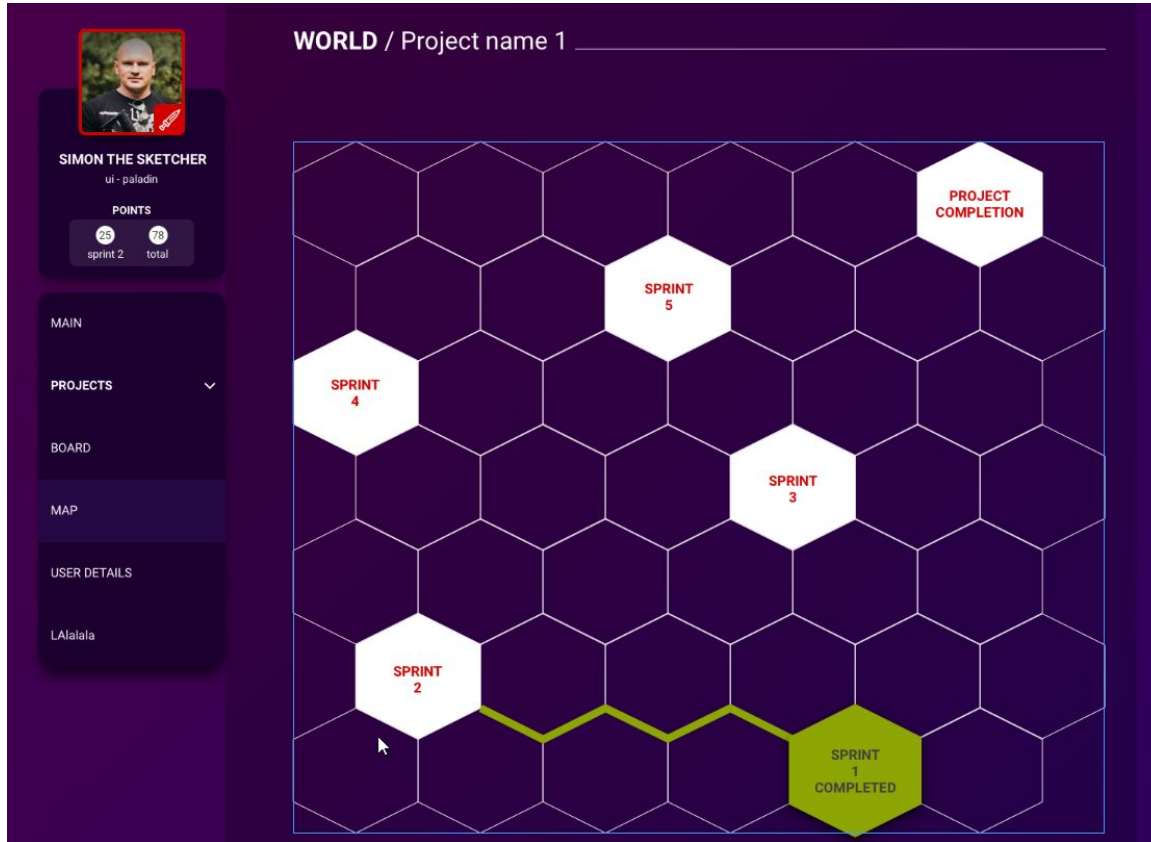 WORLD / Project name 1
SIMON THE SKETCHER
ui - paladin
POINTS
25 78
sprint 2 total
MAIN
PROJECTS
BOARD
MAP
USER DETAILS
LAlalala
PROJECT
COMPLETION
SPRINT
5
SPRINT
4
SPRINT
3
SPRINT
2
SPRINT
1
COMPLETED